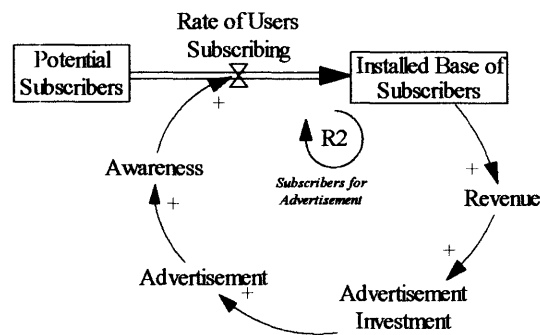 Rate of Users
Subscribing
Potential
Subscribers
Installed Base of
Subscribers
+
R2
Subscribers for
Advertisement
Awareness
+
Revenue
+
+
Advertisement
+
Advertisement
Investment